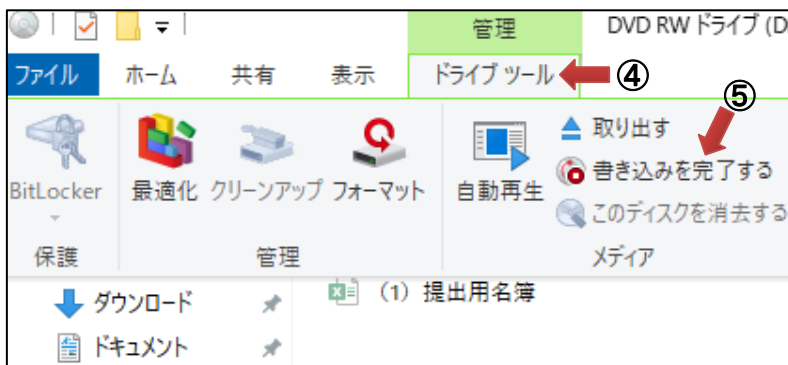 管理 DVD RW ドライブ (D
ファイル ホーム 共有 表示 ドライブ ツール ④
⑤
取り出す
書き込みを完了する
このディスクを消去する
BitLocker 最適化 クリーンアップ フォーマット 自動再生
保護 管理 メディア
ダウンロード (1) 提出用名簿
ドキュメント